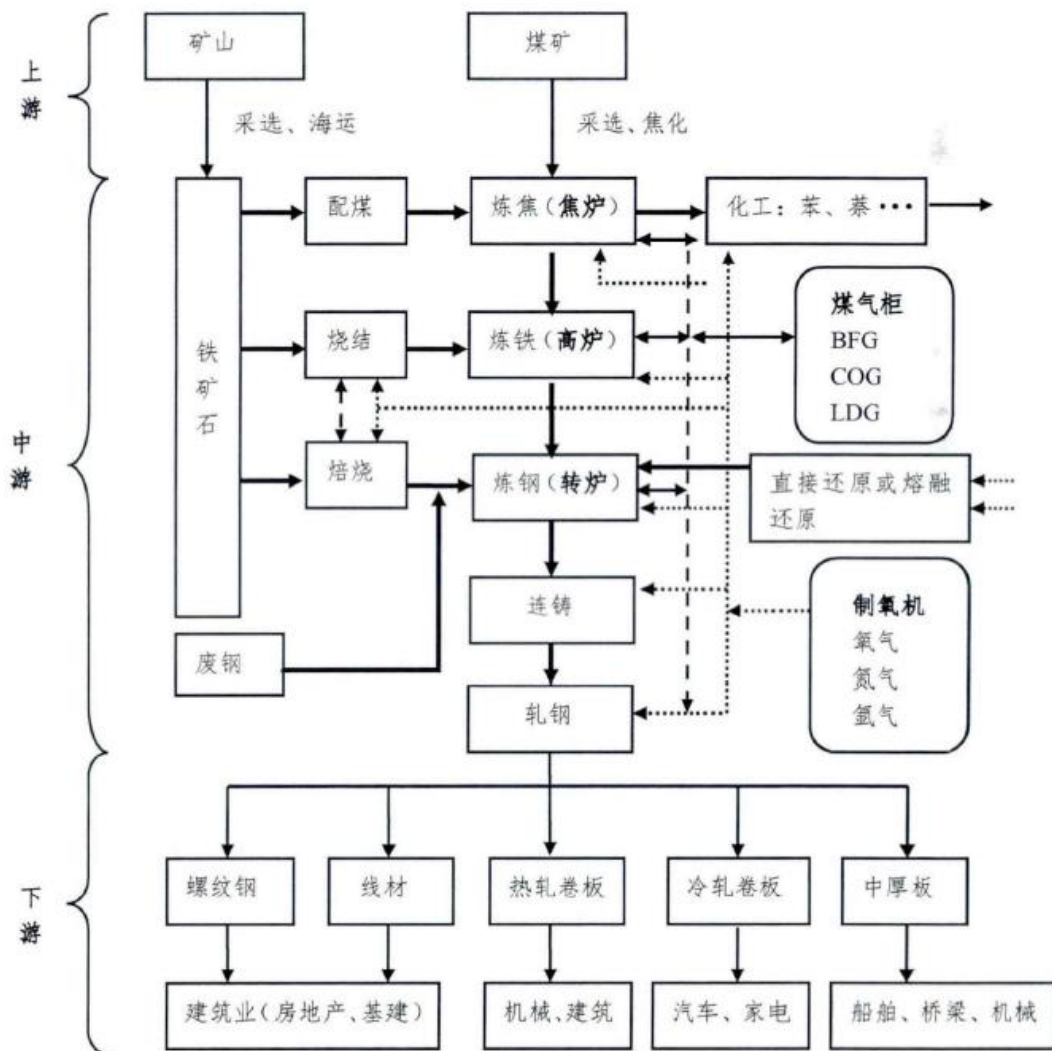 上游
矿山
煤矿
采选、海运
采选、焦化
中游
铁矿石
配煤
炼焦(焦炉)
化工:苯、萘···
烧结
炼铁(高炉)
煤气柜
BFG
COG
LDG
焙烧
炼钢(转炉)
直接还原或熔融
还原
连铸
制氧机
氧气
氮气
氩气
废钢
轧钢
下游
螺纹钢
线材
热轧卷板
冷轧卷板
中厚板
建筑业(房地产、基建)
机械、建筑
汽车、家电
船舶、桥梁、机械